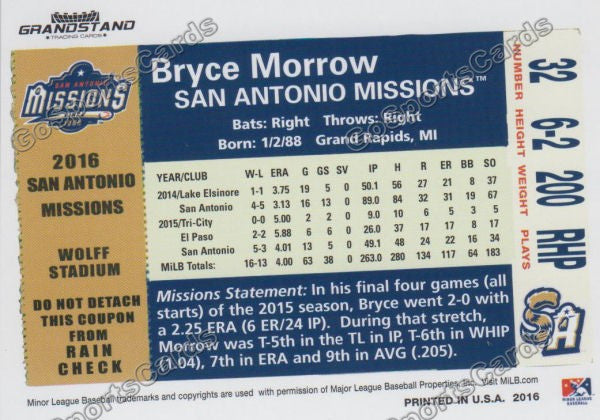 GRANDSTAND
TRADING CARDS
SAN ANTONIO
MISSIONS
2016
SAN ANTONIO
MISSIONS
WOLFF
STADIUM
DO NOT DETACH
THIS COUPON
FROM
RAIN
CHECK
Bryce Morrow
SAN ANTONIO MISSIONS™
Bats: Right Throws: Right
Born: 1/2/88 Grand Rapids, MI
YEAR/CLUB W-L ERA G GS SV IP H R ER BB SO
2014/Lake Elsinore 1-1 3.75 19 5 0 50.1 56 27 21 8 37
San Antonio 4-5 3.13 16 15 0 89.0 84 32 31 19 67
2015/Tri-City 0-0 5.00 2 2 0 9.0 10 6 5 3 7
El Paso 2-2 5.88 6 6 0 26.0 37 17 17 8 17
San Antonio 5-3 4.01 13 5 0 49.1 48 24 22 16 34
MiLB Totals: 16-13 4.00 63 38 0 263.0 280 134 117 64 183
Missions Statement: In his final four games (all
starts) of the 2015 season, Bryce went 2-0 with
a 2.25 ERA (6 ER/24 IP). During that stretch,
Morrow was T-5th in the TL in IP, T-6th in WHIP
(1.04), 7th in ERA and 9th in AVG (.205).
32 6-2 200 RHP
NUMBER HEIGHT WEIGHT PLAYS
SA
Minor League Baseball trademarks and copyrights are used with permission of Major League Baseball Properties, Inc. Visit MiLB.com.
PRINTED IN U.S.A. 2016
MINOR LEAGUE
BASEBALL
GoSportsCards
GoSportsCards
GoSportsCards
GoSportsCards